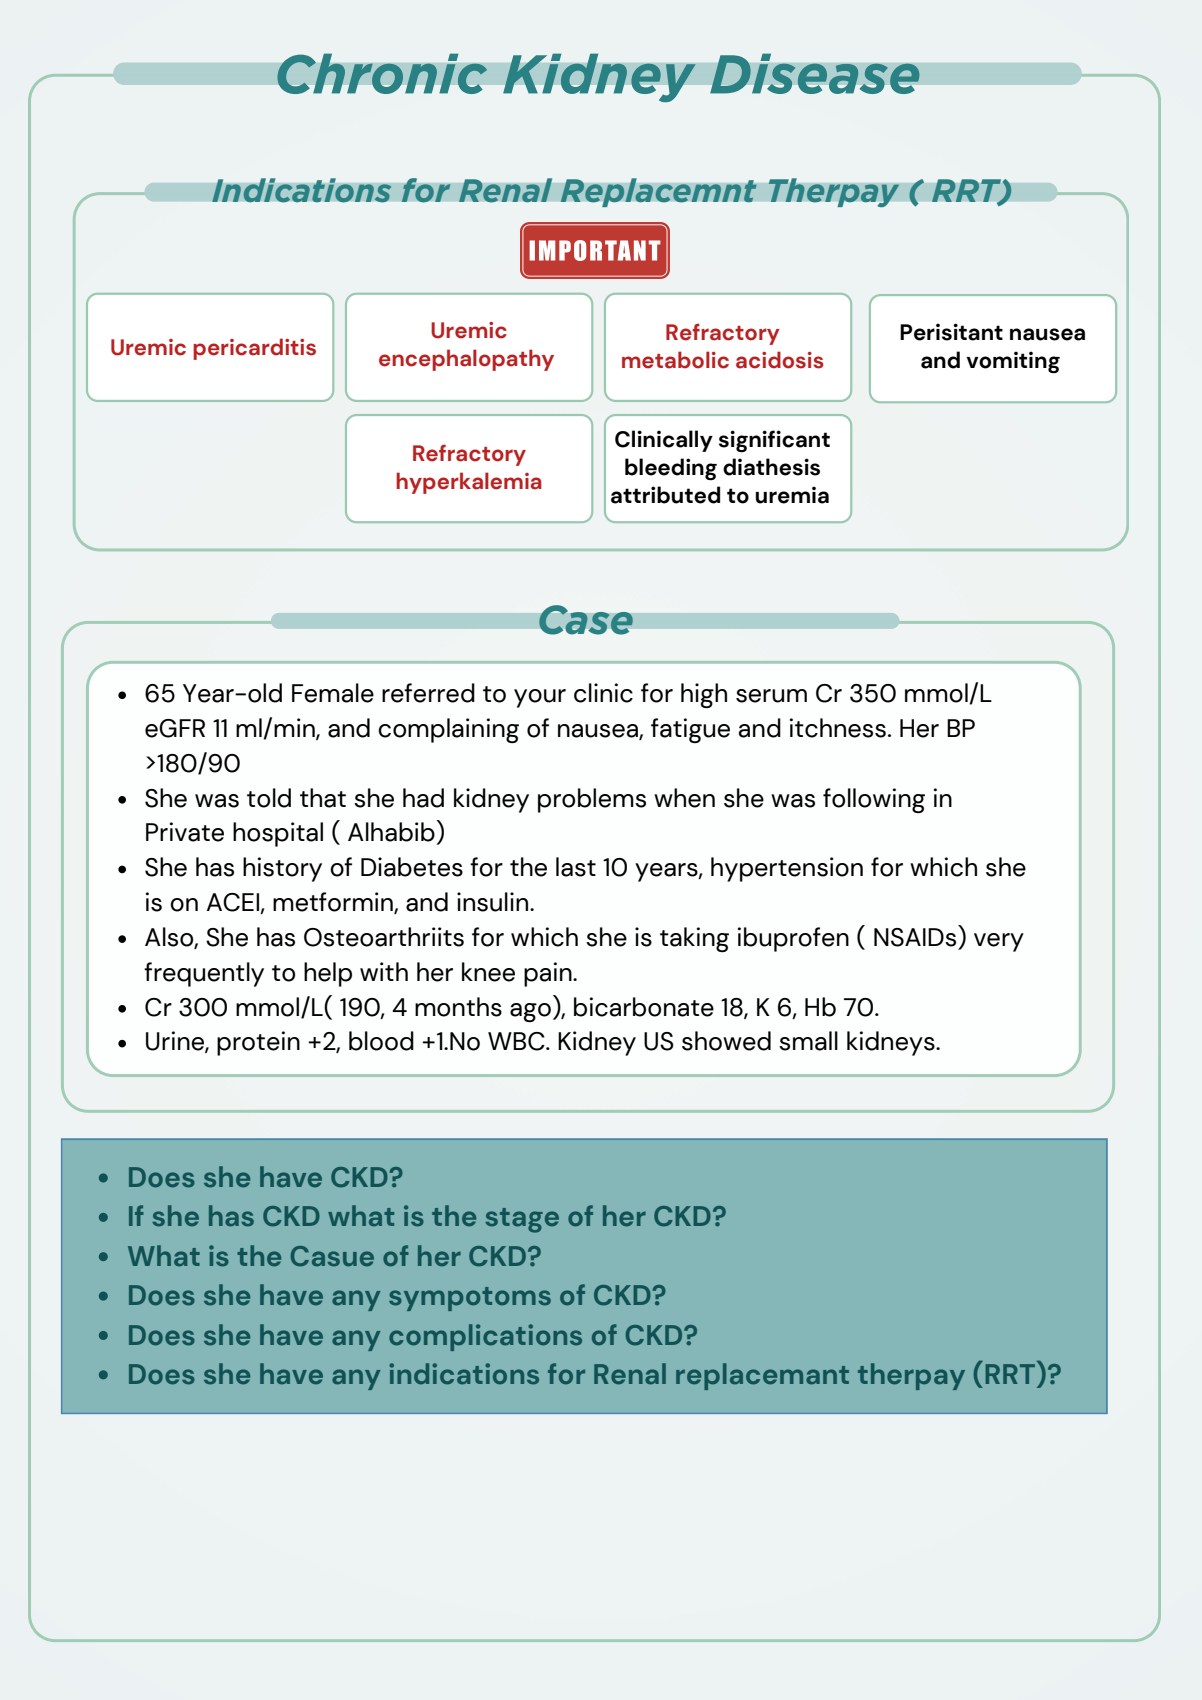 Chronic Kidney Disease
Indications for Renal Replacemnt Therpay ( RRT)
IMPORTANT
Uremic pericarditis
Uremic
encephalopathy
Refractory
metabolic acidosis
Perisitant nausea
and vomiting
Refractory
hyperkalemia
Clinically significant
bleeding diathesis
attributed to uremia
Case
• 65 Year-old Female referred to your clinic for high serum Cr 350 mmol/L
eGFR 11 ml/min, and complaining of nausea, fatigue and itchness. Her BP
>180/90
• She was told that she had kidney problems when she was following in
Private hospital ( Alhabib)
• She has history of Diabetes for the last 10 years, hypertension for which she
is on ACEI, metformin, and insulin.
• Also, She has Osteoarthriits for which she is taking ibuprofen ( NSAIDs) very
frequently to help with her knee pain.
• Cr 300 mmol/L( 190, 4 months ago), bicarbonate 18, K 6, Hb 70.
• Urine, protein +2, blood +1.No WBC. Kidney US showed small kidneys.
• Does she have CKD?
• If she has CKD what is the stage of her CKD?
• What is the Casue of her CKD?
• Does she have any sympotoms of CKD?
• Does she have any complications of CKD?
• Does she have any indications for Renal replacemant therpay (RRT)?